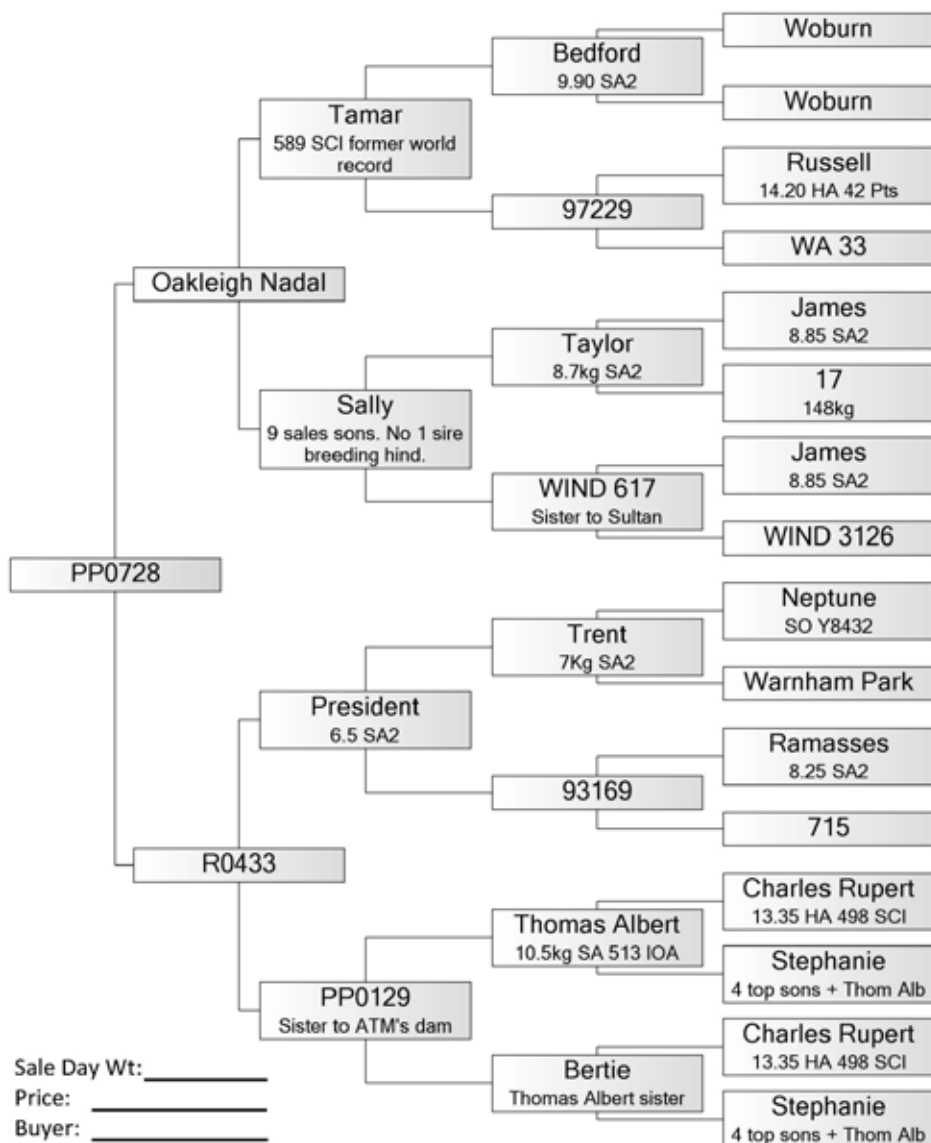 Woburn
Bedford
9.90 SA2
Woburn
Tamar
589 SCI former world
record
Russell
14.20 HA 42 Pts
97229
WA 33
Oakleigh Nadal
James
8.85 SA2
Taylor
8.7kg SA2
17
148kg
Sally
9 sales sons. No 1 sire
breeding hind.
James
8.85 SA2
WIND 617
Sister to Sultan
WIND 3126
PP0728
Neptune
SO Y8432
Trent
7Kg SA2
Warnham Park
President
6.5 SA2
Ramasses
8.25 SA2
93169
715
R0433
Charles Rupert
13.35 HA 498 SCI
Thomas Albert
10.5kg SA 513 IOA
Stephanie
4 top sons + Thom Alb
PP0129
Sister to ATM's dam
Charles Rupert
13.35 HA 498 SCI
Bertie
Thomas Albert sister
Stephanie
4 top sons + Thom Alb
Sale Day Wt:
Price:
Buyer: